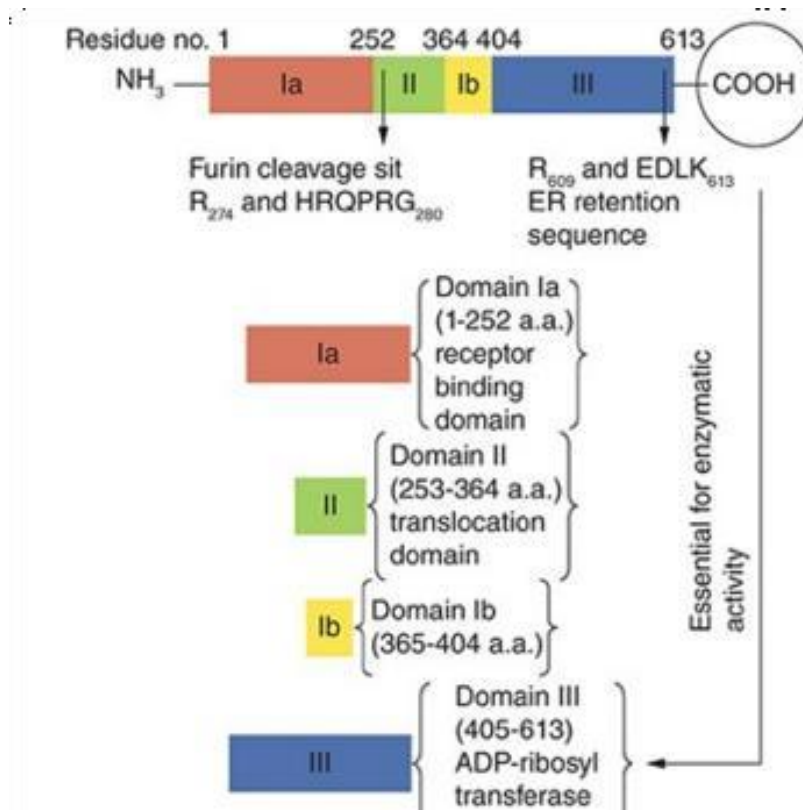 Residue no. 1 252 364 404 613
NH₃ Ia II Ib III COOH
Furin cleavage sit
R₂₇₄ and HRQPRG₂₈₀
R₆₀₉ and EDLK₆₁₃
ER retention
sequence
Ia
Domain Ia
(1-252 a.a.)
receptor
binding
domain
II
Domain II
(253-364 a.a.)
translocation
domain
Ib
Domain Ib
(365-404 a.a.)
III
Domain III
(405-613)
ADP-ribosyl
transferase
Essential for enzymatic
activity